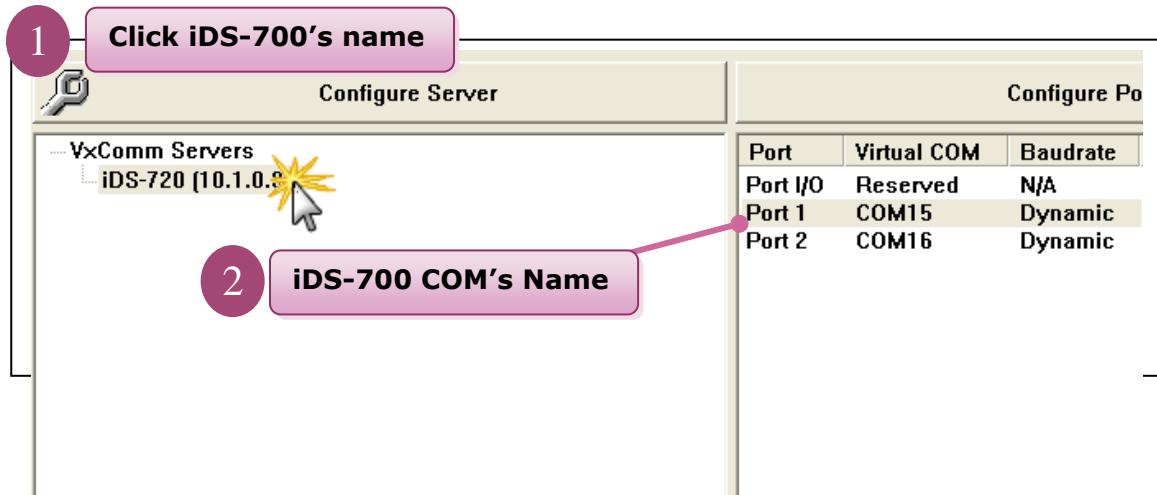 1 Click iDS-700’s name
Configure Server
Configure Po
VxComm Servers
iDS-720 (10.1.0.
Port Virtual COM Baudrate
Port I/O Reserved N/A
Port 1 COM15 Dynamic
Port 2 COM16 Dynamic
2 iDS-700 COM’s Name